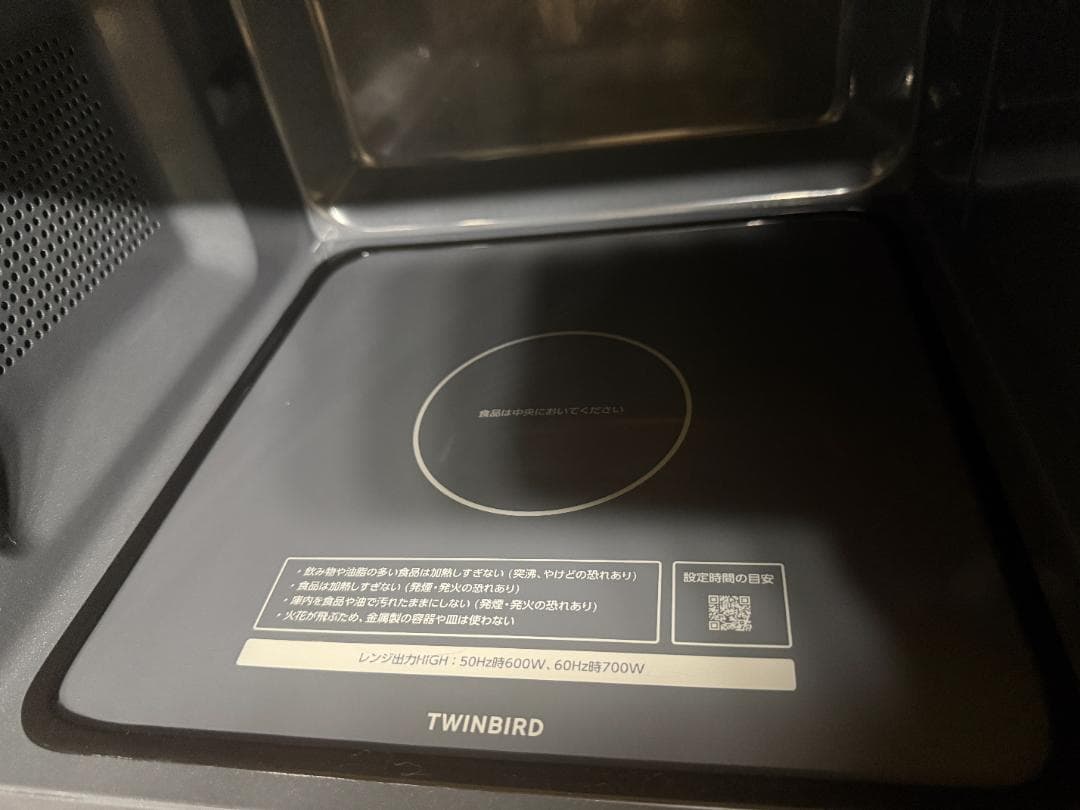 食品は中央においてください
・飲み物や油脂の多い食品は加熱しすぎない (突沸、やけどの恐れあり)
・食品は加熱しすぎない (発煙・発火の恐れあり)
・庫内を食品や油で汚れたままにしない (発煙・発火の恐れあり)
・火花が飛ぶため、金属製の容器や皿は使わない
設定時間の目安
レンジ出力HIGH：50Hz時600W、60Hz時700W
TWINBIRD